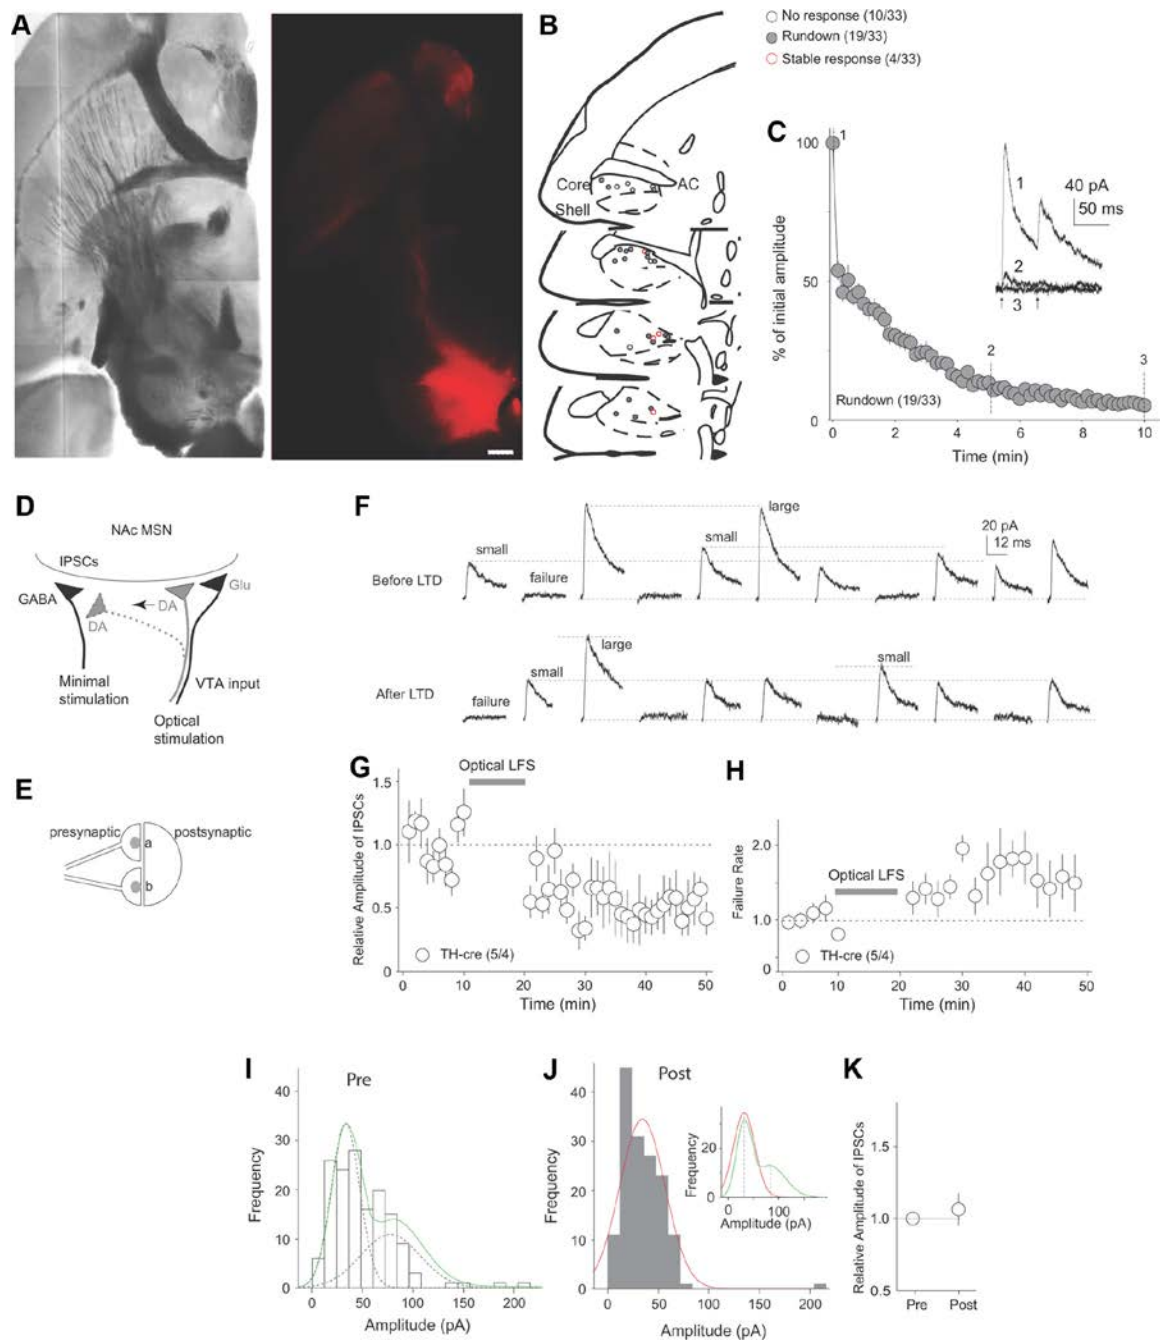 A
B
No response (10/33)
Rundown (19/33)
Stable response (4/33)
Core
AC
Shell
C
% of initial amplitude
100
50
0
1
2
3
1
2
3
40 pA
50 ms
Rundown (19/33)
0 2 4 6 8 10
Time (min)
D
NAc MSN
IPSCs
GABA
Glu
DA
DA
Minimal
stimulation
VTA input
Optical
stimulation
E
presynaptic
postsynaptic
a
b
F
Before LTD
small
failure
small
large
20 pA
12 ms
After LTD
failure
small
large
small
G
Optical LFS
Relative Amplitude of IPSCs
1.5
1.0
0.5
0
TH-cre (5/4)
0 10 20 30 40 50
Time (min)
H
Optical LFS
Failure Rate
2.0
1.0
0
TH-cre (5/4)
0 10 20 30 40 50
Time (min)
I
Pre
Frequency
40
30
20
10
0
0 50 100 150 200
Amplitude (pA)
J
Post
Frequency
40
30
20
10
0
0 50 100 150 200
Amplitude (pA)
Frequency
20
0
0 100
Amplitude (pA)
K
Relative Amplitude of IPSCs
1.5
1.0
0.5
Pre Post